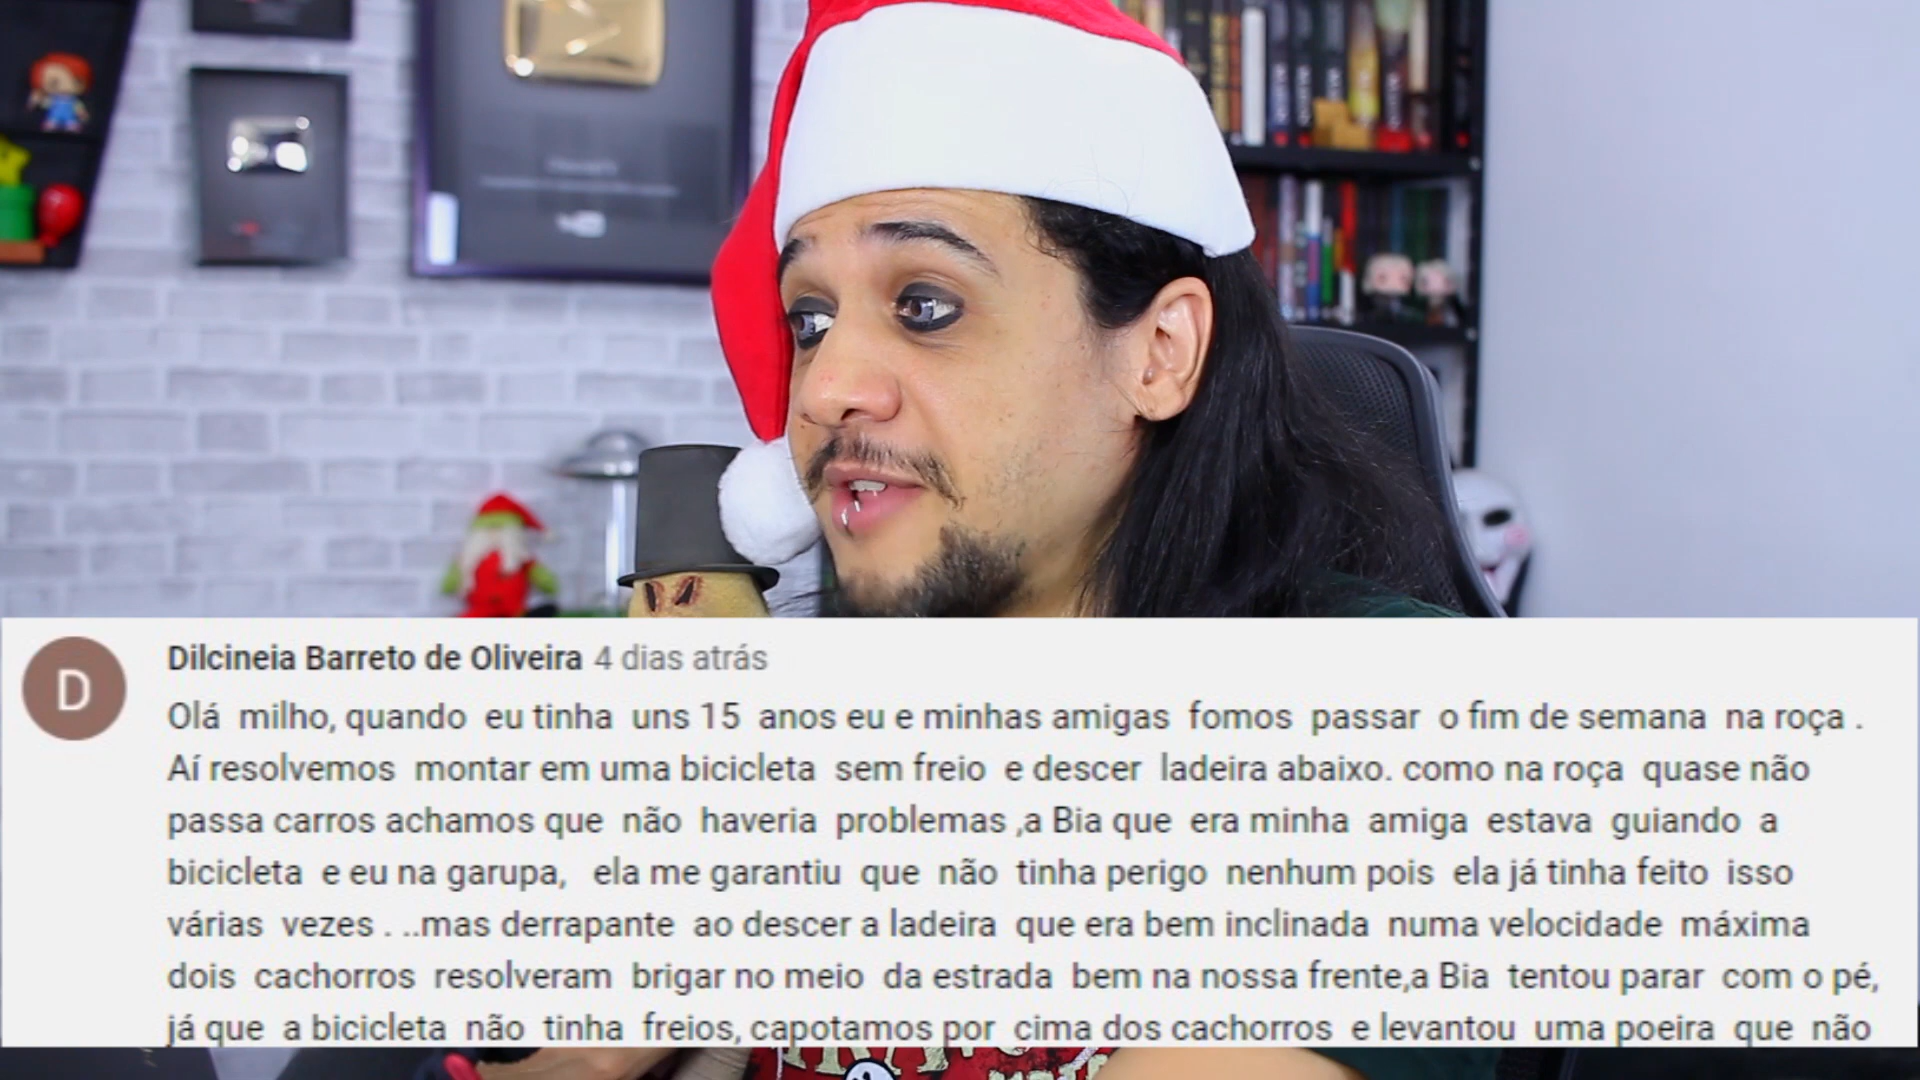 D
Dilcineia Barreto de Oliveira 4 dias atrás
Olá milho, quando eu tinha uns 15 anos eu e minhas amigas fomos passar o fim de semana na roça .
Aí resolvemos montar em uma bicicleta sem freio e descer ladeira abaixo. como na roça quase não
passa carros achamos que não haveria problemas ,a Bia que era minha amiga estava guiando a
bicicleta e eu na garupa, ela me garantiu que não tinha perigo nenhum pois ela já tinha feito isso
várias vezes . ..mas derrapante ao descer a ladeira que era bem inclinada numa velocidade máxima
dois cachorros resolveram brigar no meio da estrada bem na nossa frente,a Bia tentou parar com o pé,
já que a bicicleta não tinha freios, capotamos por cima dos cachorros e levantou uma poeira que não